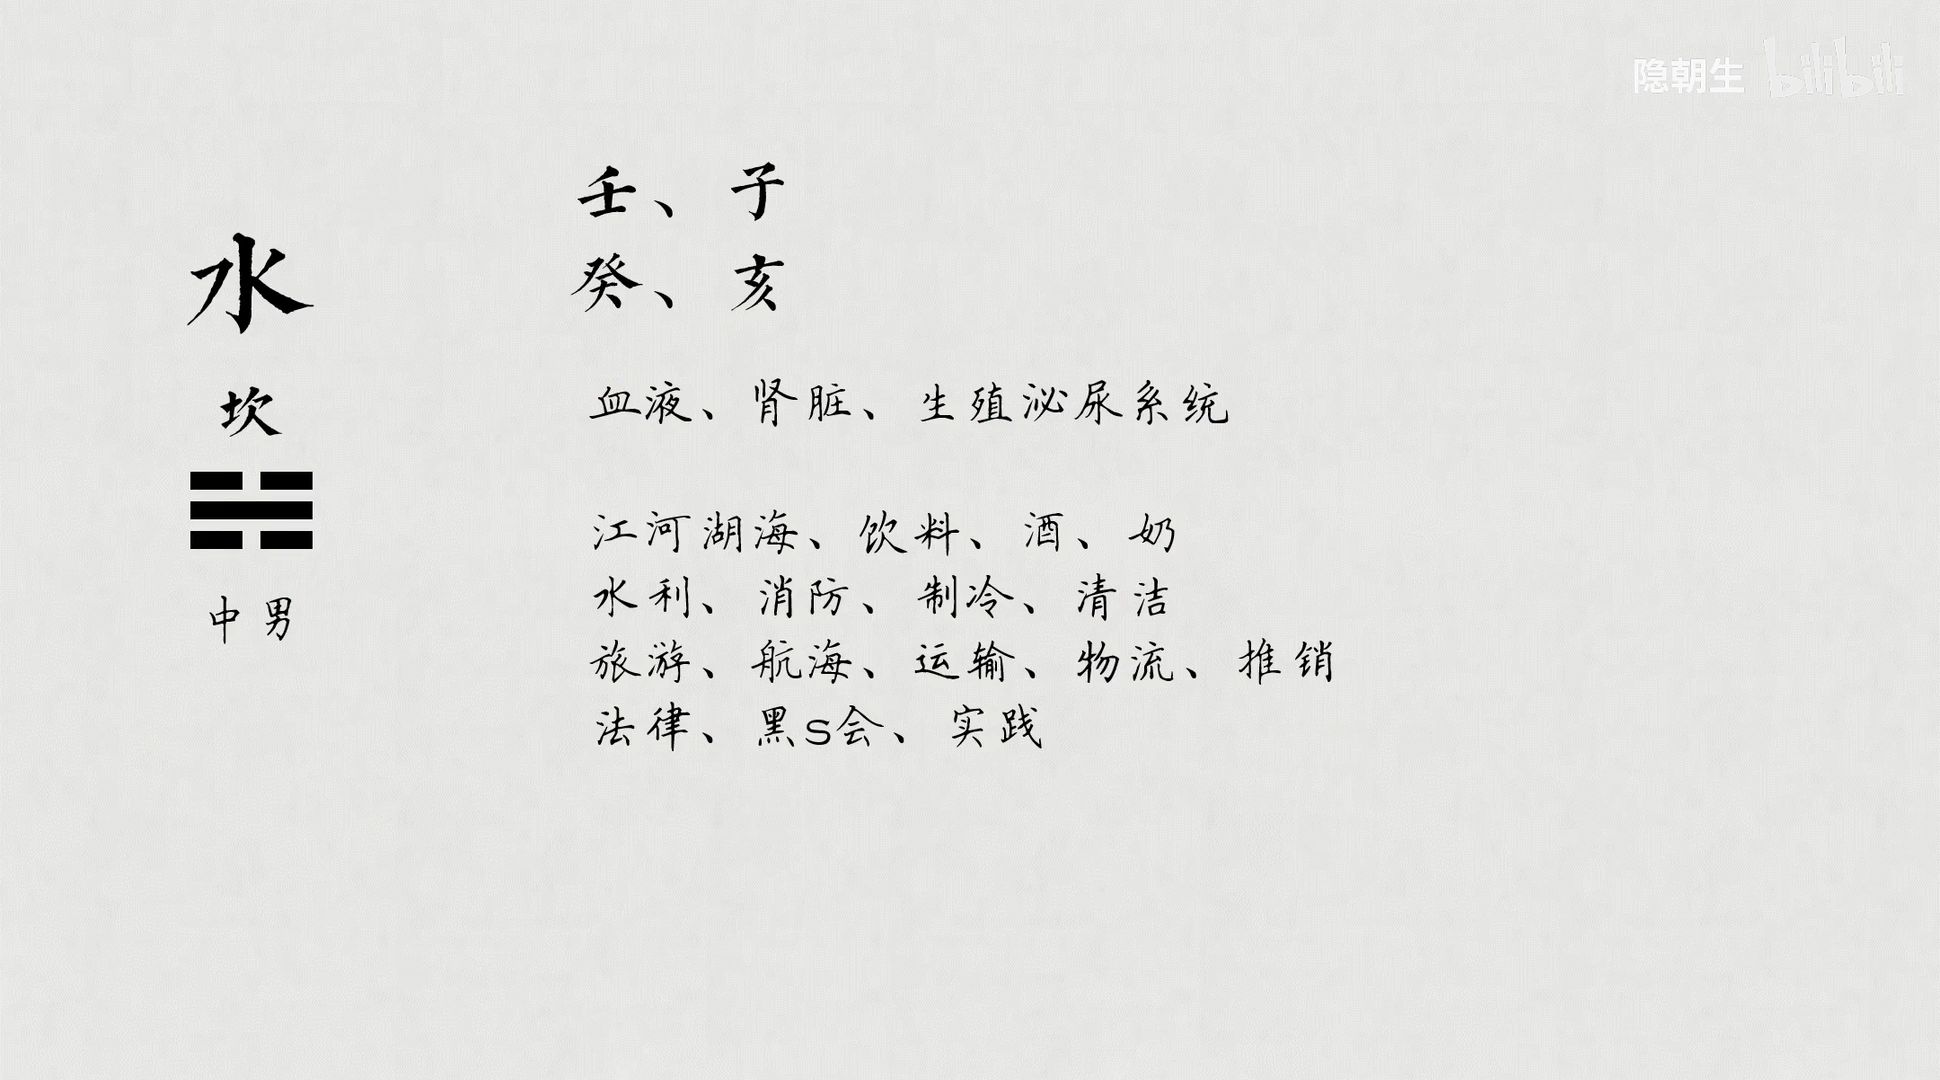 隐朝生 bilibili
水
坎
中男
壬、子
癸、亥
血液、肾脏、生殖泌尿系统
江河湖海、饮料、酒、奶
水利、消防、制冷、清洁
旅游、航海、运输、物流、推销
法律、黑S会、实践